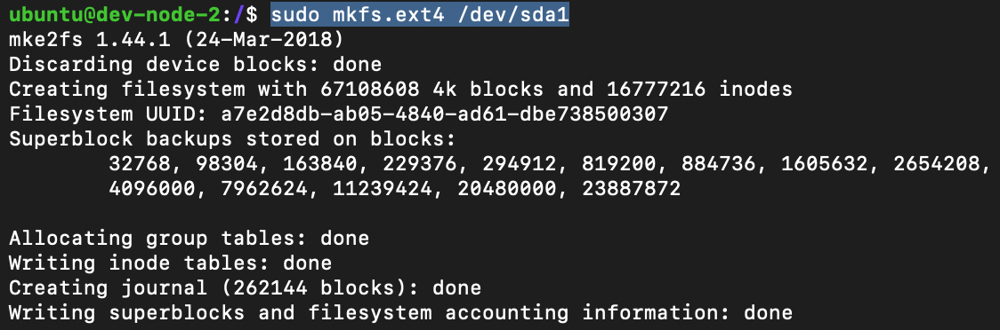 ubuntu@dev-node-2:/$ sudo mkfs.ext4 /dev/sda1
mke2fs 1.44.1 (24-Mar-2018)
Discarding device blocks: done
Creating filesystem with 67108608 4k blocks and 16777216 inodes
Filesystem UUID: a7e2d8db-ab05-4840-ad61-dbe738500307
Superblock backups stored on blocks:
        32768, 98304, 163840, 229376, 294912, 819200, 884736, 1605632, 2654208,
        4096000, 7962624, 11239424, 20480000, 23887872

Allocating group tables: done
Writing inode tables: done
Creating journal (262144 blocks): done
Writing superblocks and filesystem accounting information: done